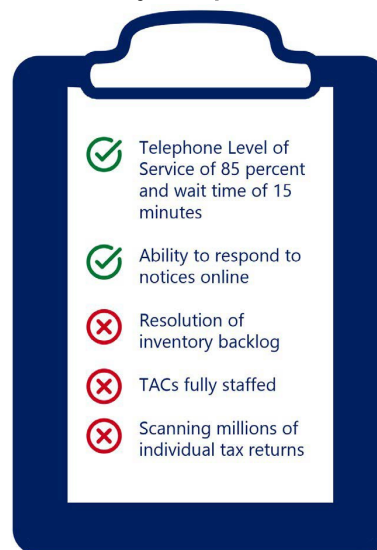 Telephone Level of
Service of 85 percent
and wait time of 15
minutes
Ability to respond to
notices online
Resolution of
inventory backlog
TACs fully staffed
Scanning millions of
individual tax returns